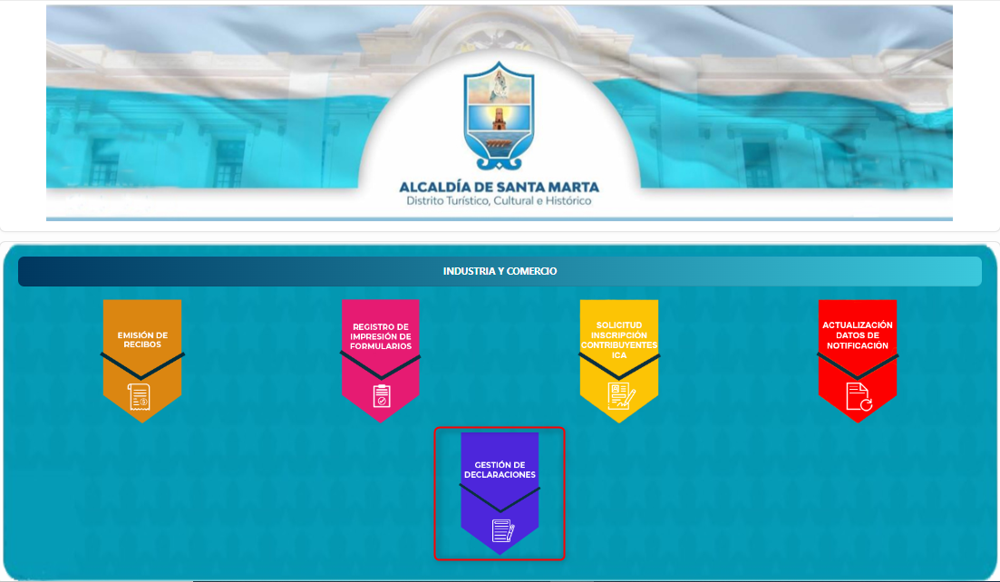 ALCALDÍA DE SANTA MARTA
Distrito Turístico, Cultural e Histórico
INDUSTRIA Y COMERCIO
EMISIÓN DE
RECIBOS
REGISTRO DE
IMPRESIÓN DE
FORMULARIOS
SOLICITUD
INSCRIPCIÓN
CONTRIBUYENTES
ICA
ACTUALIZACIÓN
DATOS DE
NOTIFICACIÓN
GESTIÓN DE
DECLARACIONES